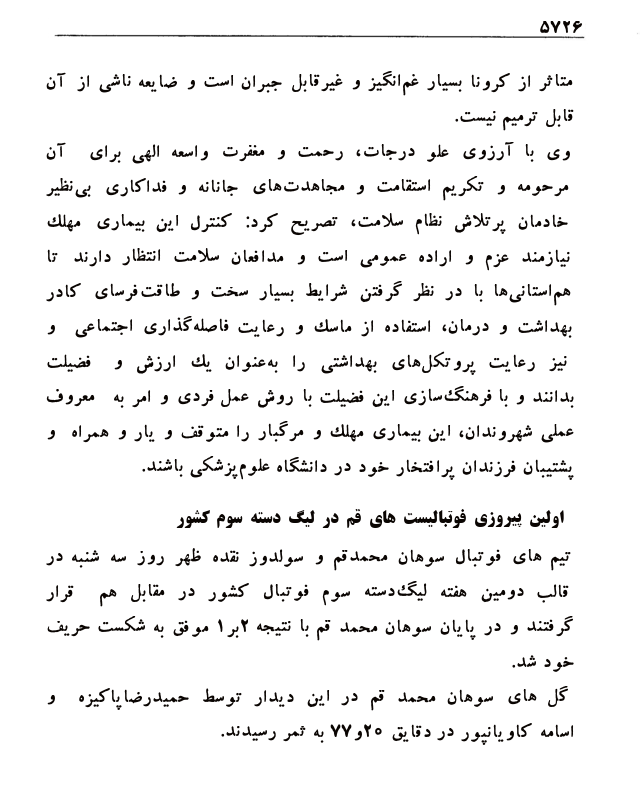 ۵۷۲۶
متاثر از کرونا بسیار غم‌انگیز و غیرقابل جبران است و ضایعه ناشی از آن
قابل ترمیم نیست.
وی با آرزوی علو درجات، رحمت و مغفرت واسعه الهی برای آن
مرحومه و تکریم استقامت و مجاهدت‌های جانانه و فداکاری بی‌نظیر
خادمان پرتلاش نظام سلامت، تصریح کرد: کنترل این بیماری مهلك
نیازمند عزم و اراده عمومی است و مدافعان سلامت انتظار دارند تا
هم‌استانی‌ها با در نظر گرفتن شرایط بسیار سخت و طاقت‌فرسای کادر
بهداشت و درمان، استفاده از ماسك و رعایت فاصله‌گذاری اجتماعی و
نیز رعایت پروتکل‌های بهداشتی را به‌عنوان یك ارزش و فضیلت
بدانند و با فرهنگ‌سازی این فضیلت با روش عمل فردی و امر به معروف
عملی شهروندان، این بیماری مهلك و مرگبار را متوقف و یار و همراه و
پشتیبان فرزندان پرافتخار خود در دانشگاه علوم‌پزشکی باشند.
اولین پیروزی فوتبالیست های قم در لیگ دسته سوم کشور
تیم های فوتبال سوهان محمدقم و سولدوز نقده ظهر روز سه شنبه در
قالب دومین هفته لیگ‌دسته سوم فوتبال کشور در مقابل هم قرار
گرفتند و در پایان سوهان محمد قم با نتیجه ۲بر۱ موفق به شکست حریف
خود شد.
گل های سوهان محمد قم در این دیدار توسط حمیدرضاپاکیزه و
اسامه کاویانپور در دقایق ۲۰و۷۷ به ثمر رسیدند.